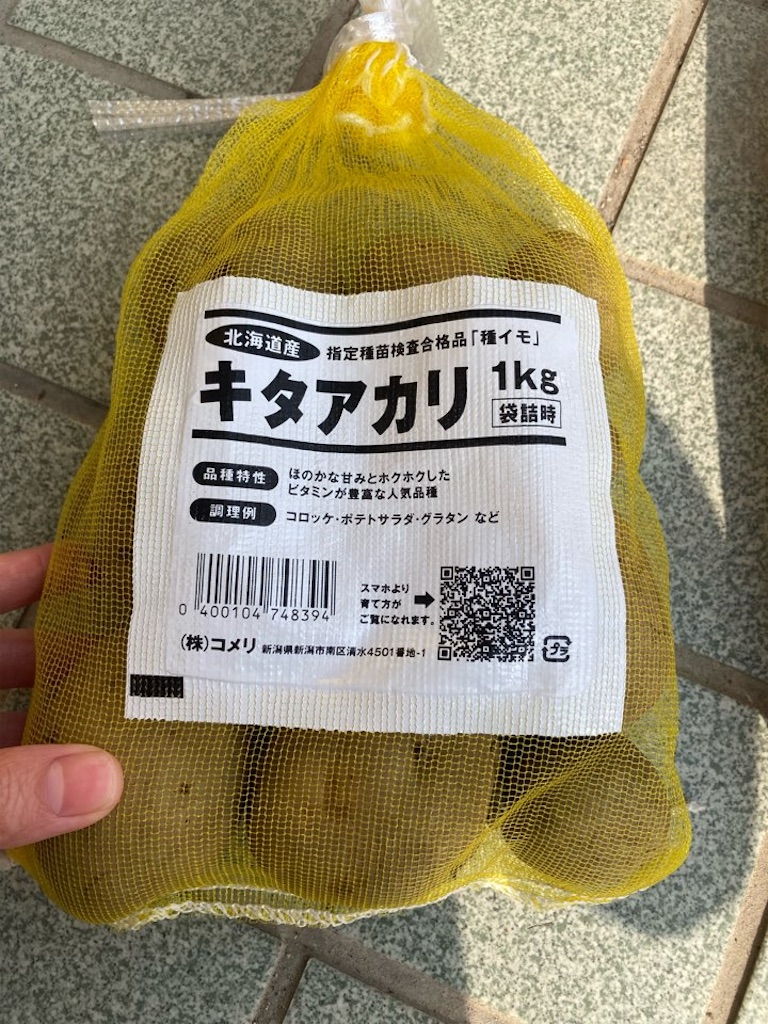 北海道産 指定種苗検査合格品「種イモ」
キタアカリ 1kg
袋詰時
品種特性 ほのかな甘みとホクホクした
ビタミンが豊富な人気品種
調理例 コロッケ・ポテトサラダ・グラタン など
スマホより
育て方が
ご覧になれます。
0 400104 748394
(株)コメリ 新潟県新潟市南区清水4501番地-1
プラ